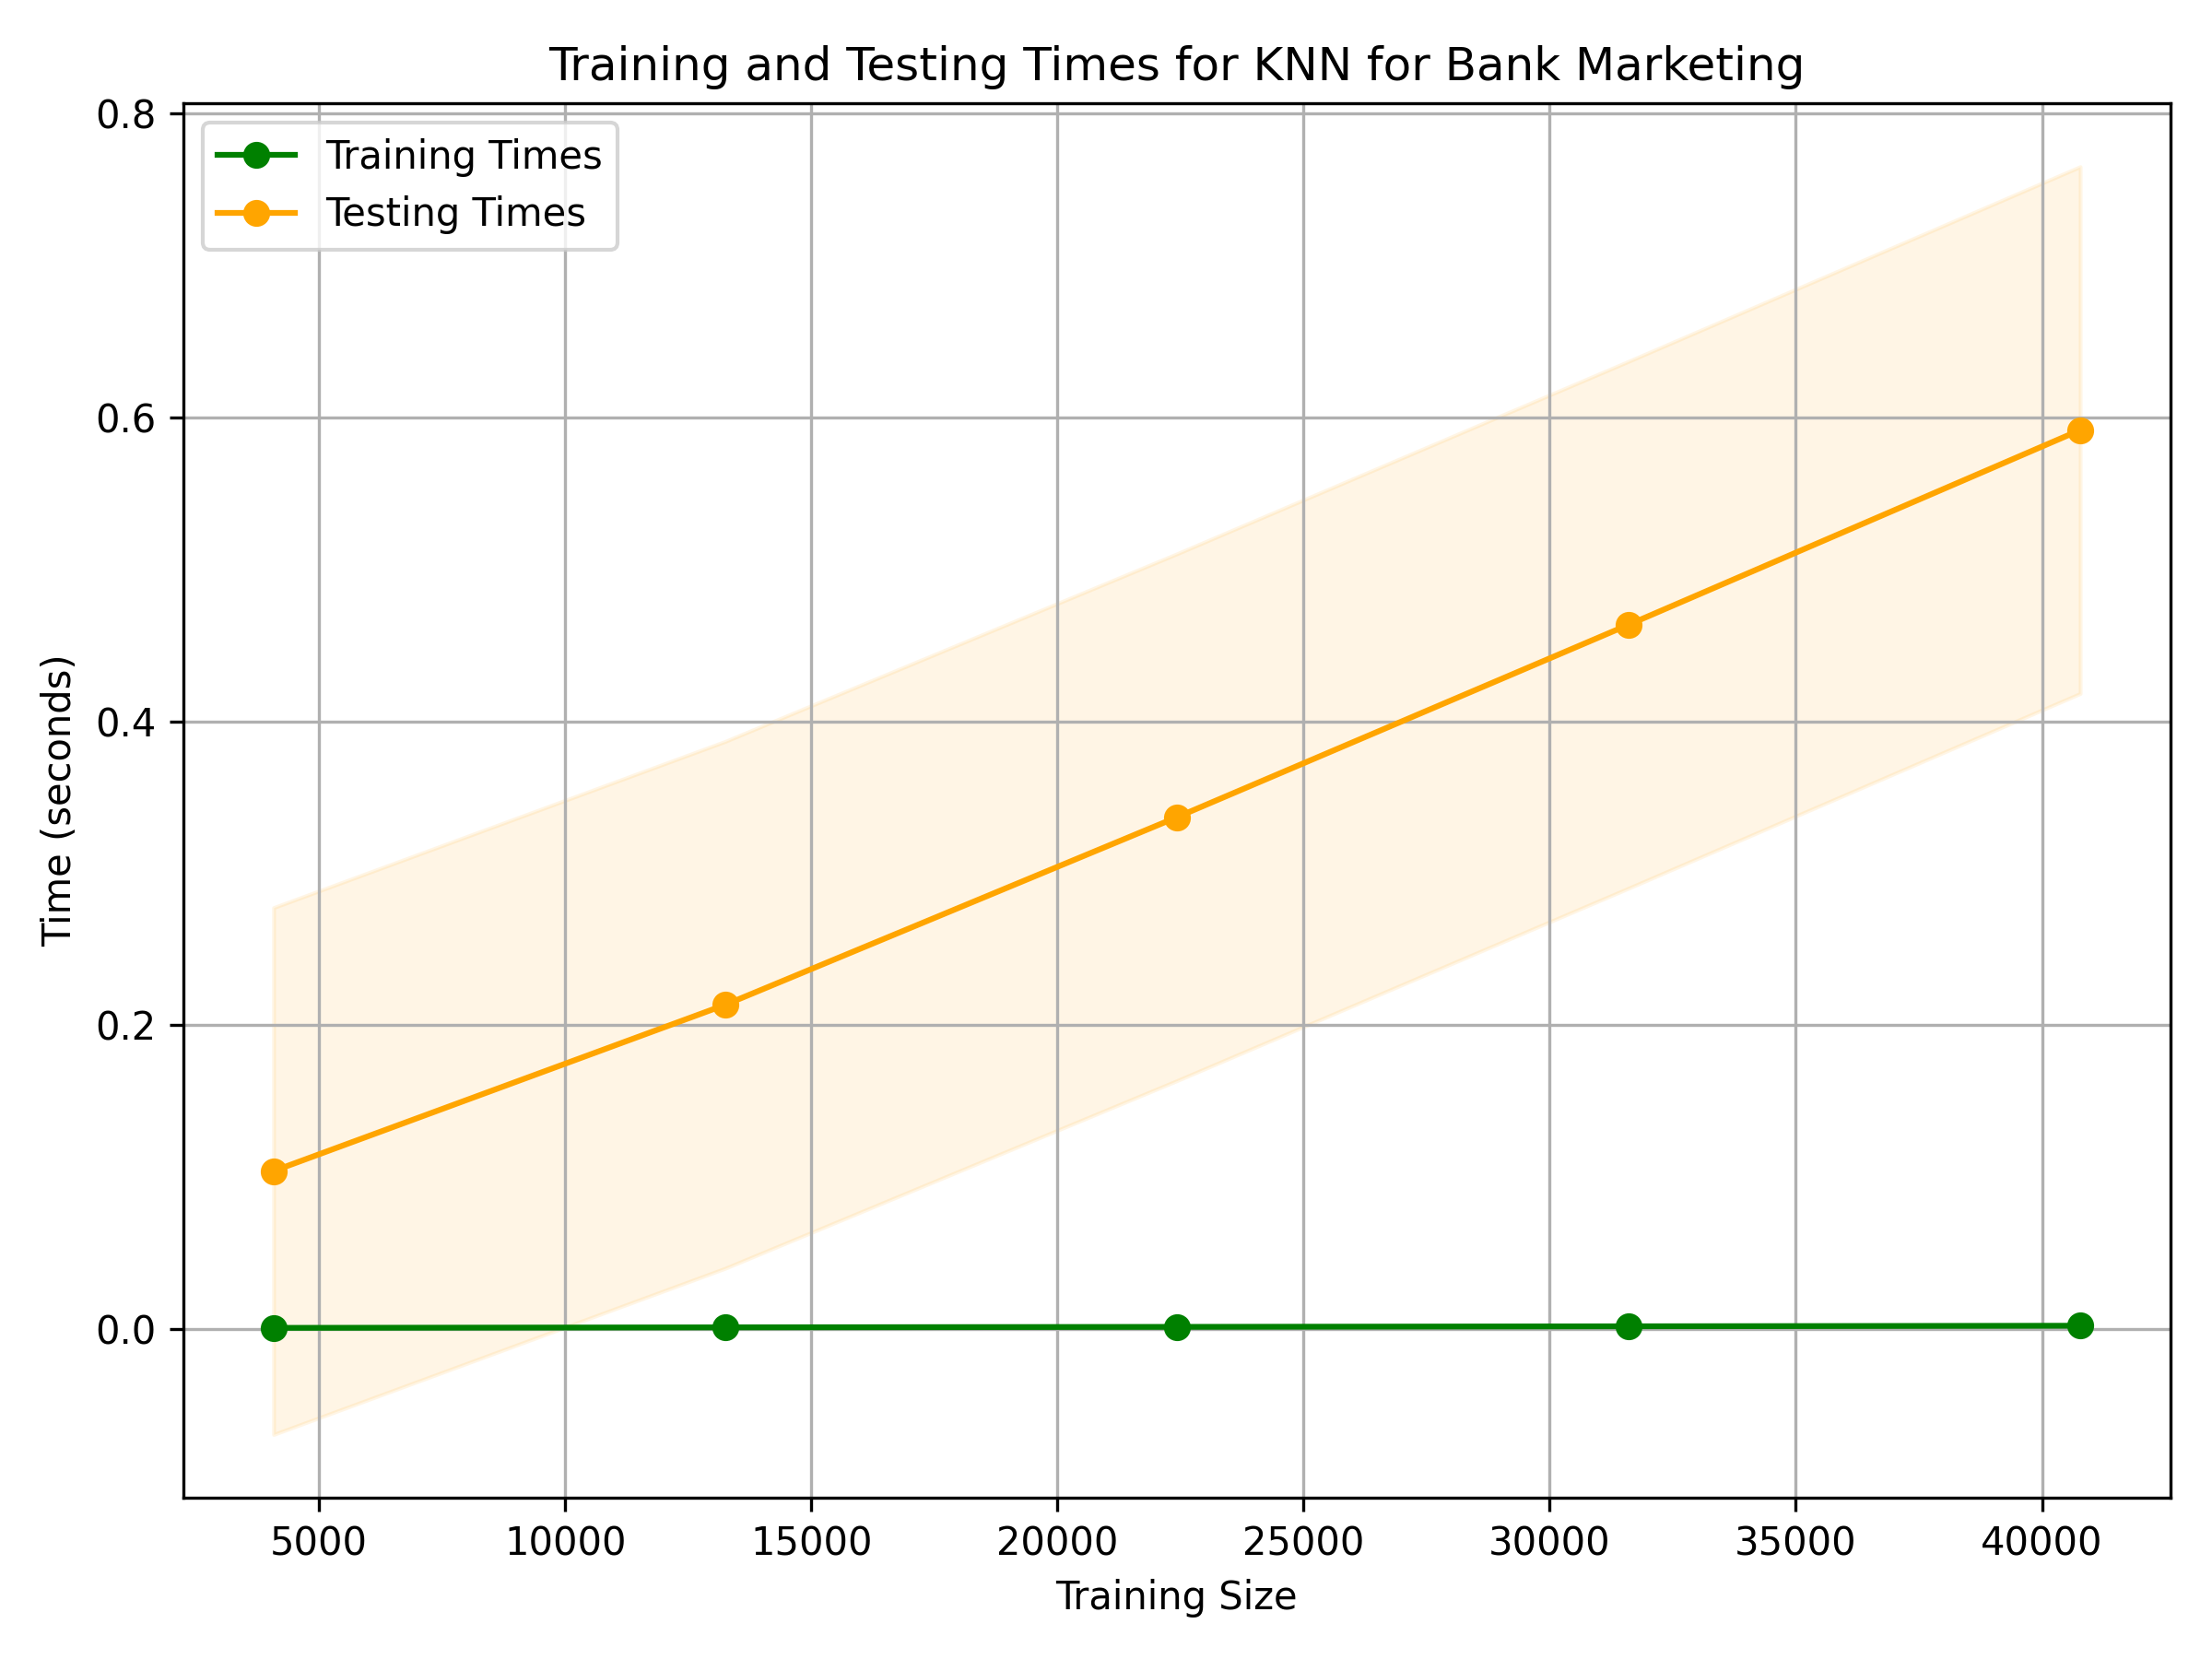 Training and Testing Times for KNN for Bank Marketing
Training Times
Testing Times
0.8
0.6
0.4
0.2
0.0
Time (seconds)
5000 10000 15000 20000 25000 30000 35000 40000
Training Size